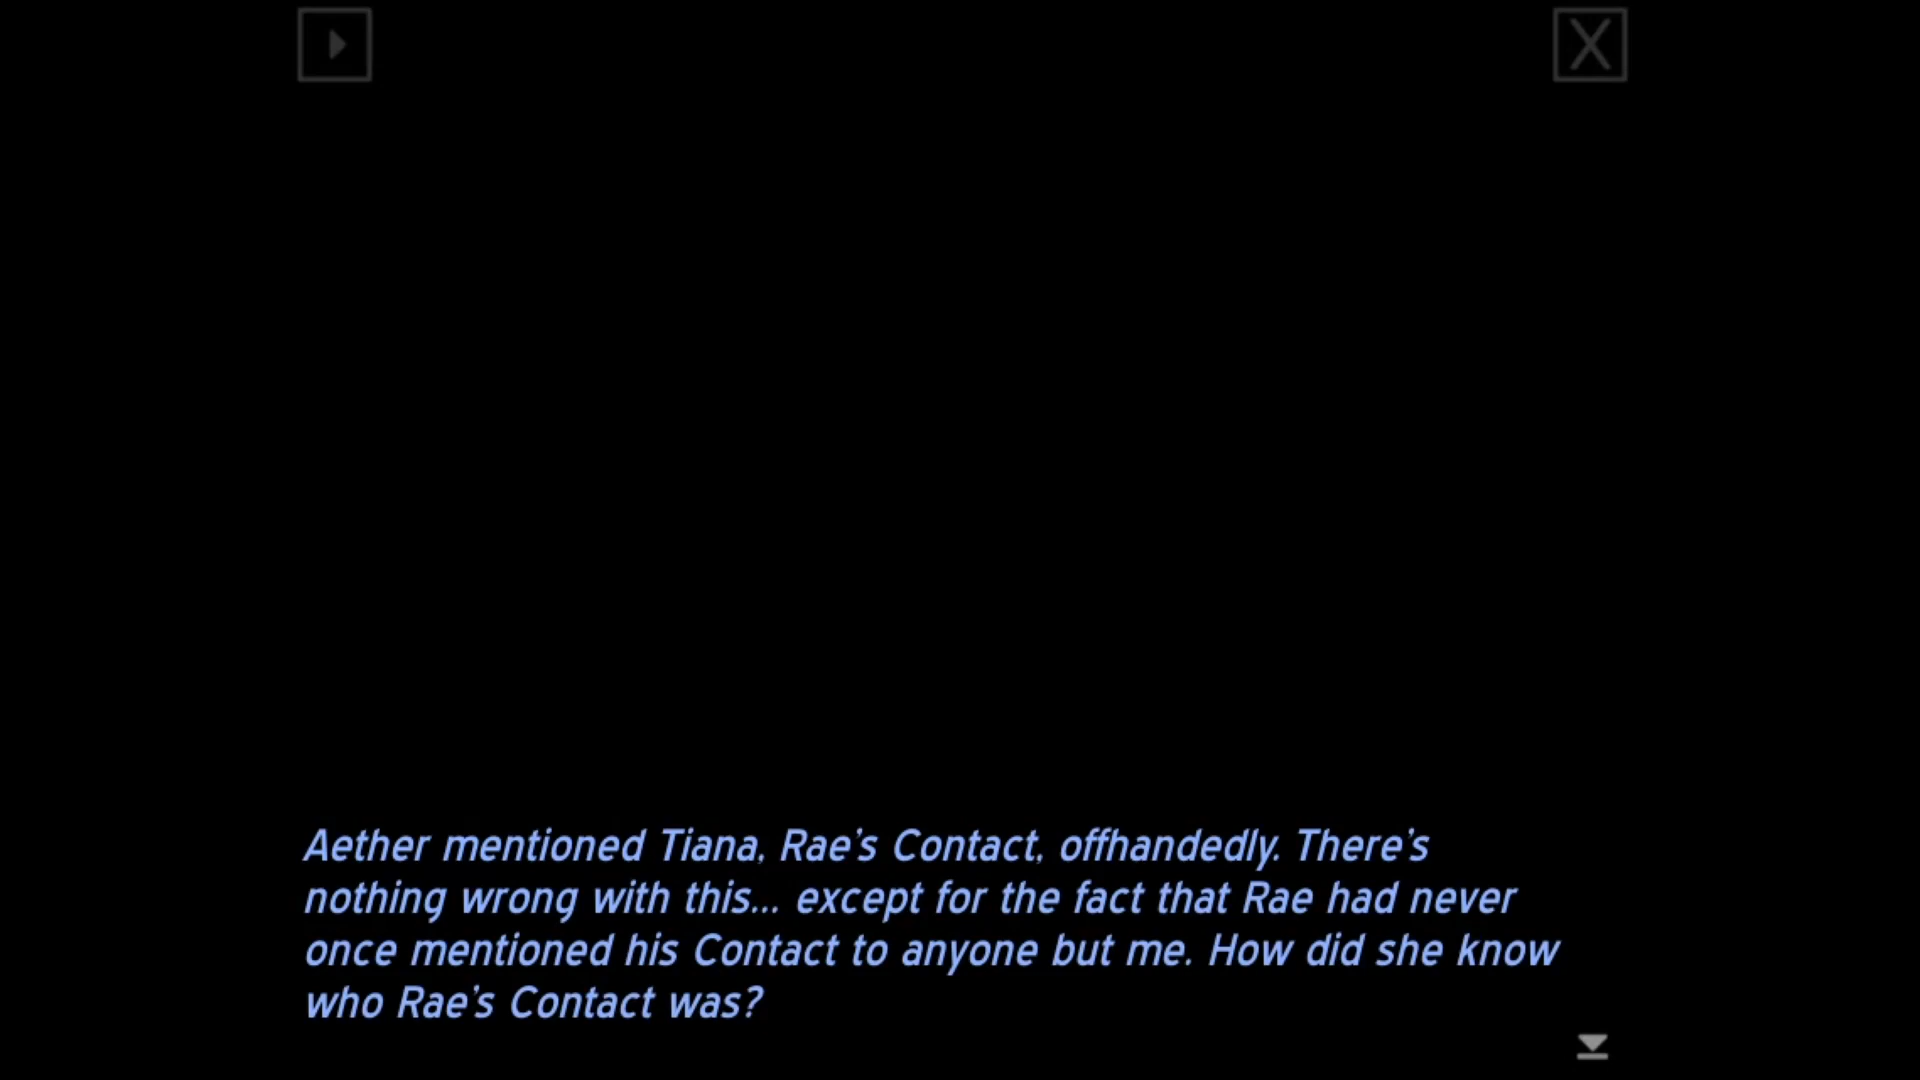 X
Aether mentioned Tiana, Rae's Contact, offhandedly. There's
nothing wrong with this... except for the fact that Rae had never
once mentioned his Contact to anyone but me. How did she know
who Rae's Contact was?